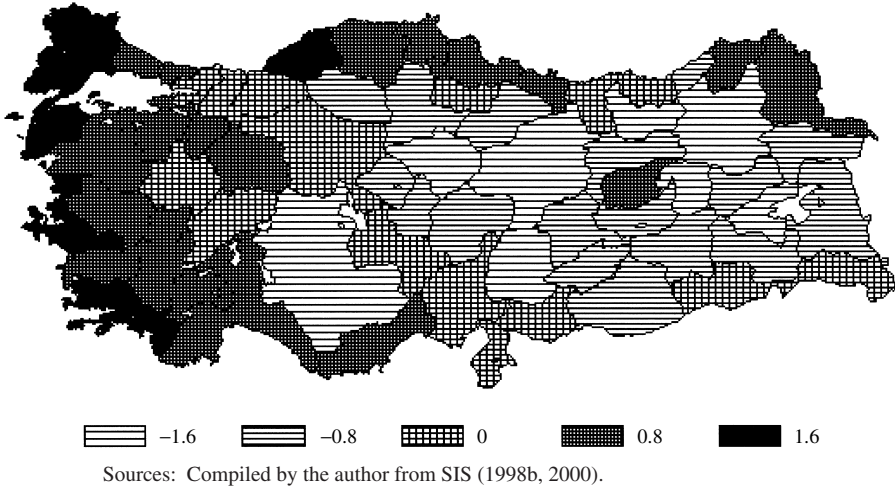 −1.6 −0.8 0 0.8 1.6
Sources: Compiled by the author from SIS (1998b, 2000).